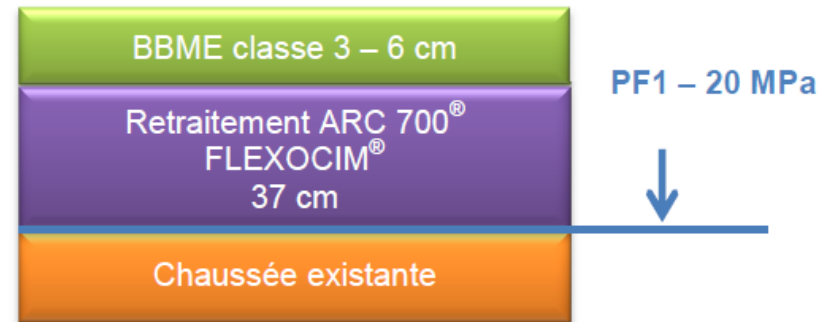 BBME classe 3 – 6 cm
PF1 – 20 MPa
Retraitement ARC 700®
FLEXOCIM®
37 cm
Chaussée existante